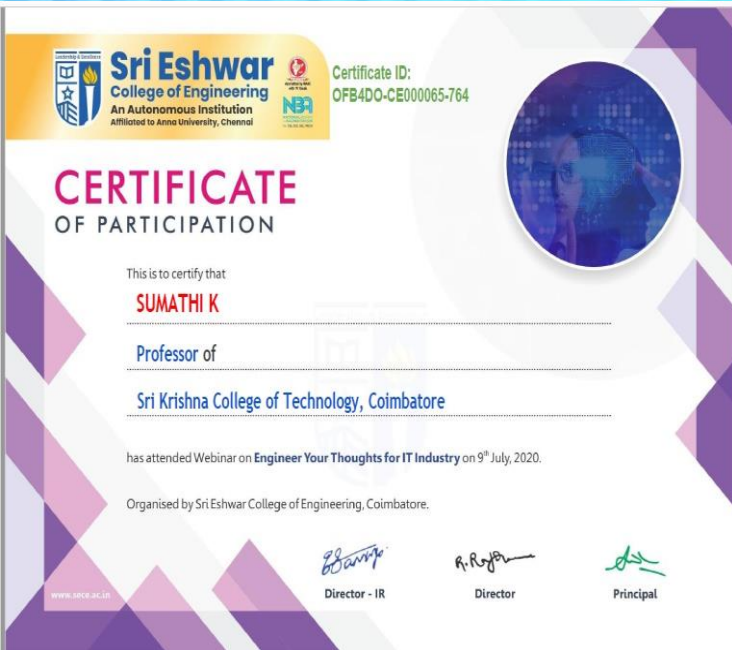 Leadership & Excellence
Sri Eshwar
College of Engineering
An Autonomous Institution
Affiliated to Anna University, Chennai
NBA
Certificate ID:
OFB4DO-CE000065-764
CERTIFICATE
OF PARTICIPATION
This is to certify that
SUMATHI K
Professor of
Sri Krishna College of Technology, Coimbatore
has attended Webinar on Engineer Your Thoughts for IT Industry on 9th July, 2020.
Organised by Sri Eshwar College of Engineering, Coimbatore.
Director - IR
Director
Principal
www.sece.ac.in